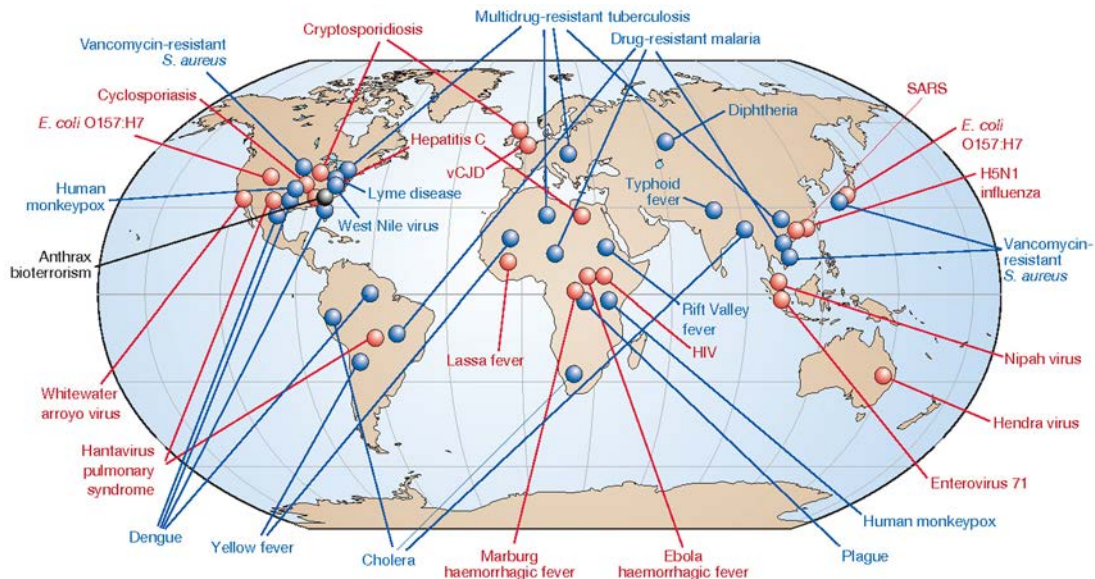 Multidrug-resistant tuberculosis
Cryptosporidiosis
Drug-resistant malaria
Vancomycin-resistant
S. aureus
SARS
Cyclosporiasis
Diphtheria
E. coli
O157:H7
E. coli O157:H7
Hepatitis C
H5N1
influenza
vCJD
Typhoid
fever
Human
monkeypox
Lyme disease
West Nile virus
Vancomycin-
resistant
S. aureus
Anthrax
bioterrorism
Rift Valley
fever
HIV
Lassa fever
Nipah virus
Whitewater
arroyo virus
Hendra virus
Hantavirus
pulmonary
syndrome
Enterovirus 71
Human monkeypox
Dengue
Yellow fever
Cholera
Marburg
haemorrhagic fever
Ebola
haemorrhagic fever
Plague